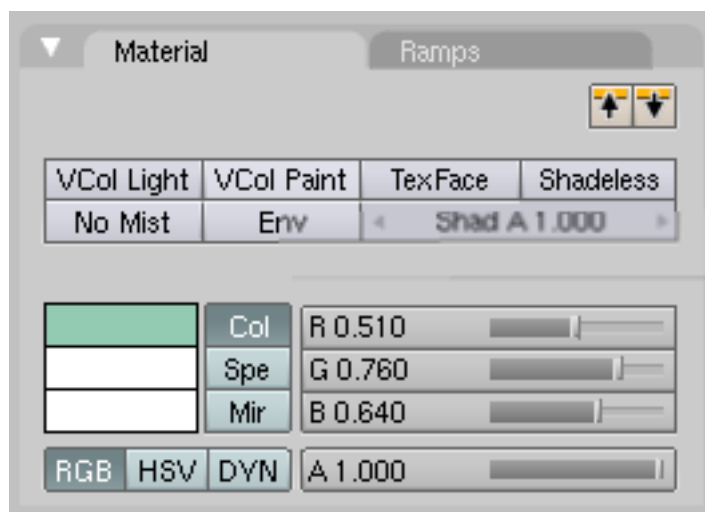 Material Ramps
VCol Light VCol Paint TexFace Shadeless
No Mist Env Shad A 1.000
Col R 0.510
Spe G 0.760
Mir B 0.640
RGB HSV DYN A 1.000